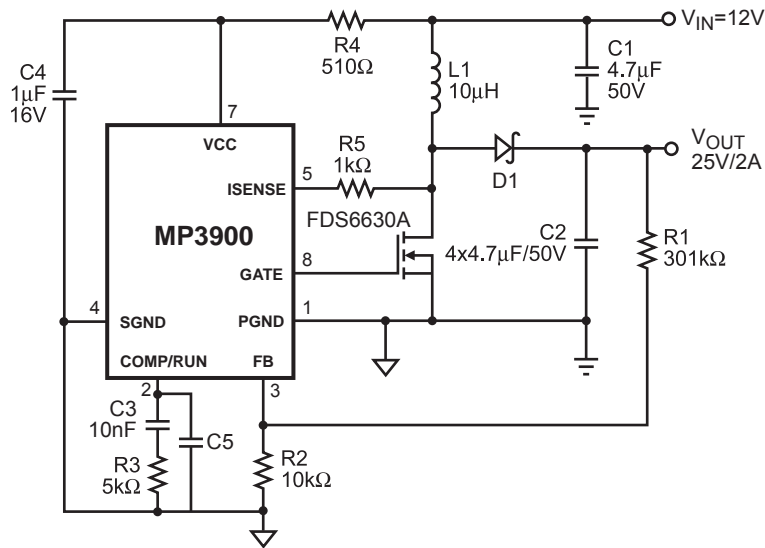 V_IN=12V
R4
510Ω
C1
4.7µF
50V
L1
10µH
C4
1µF
16V
7
VCC
V_OUT
25V/2A
R5
1kΩ
5
ISENSE
D1
FDS6630A
MP3900
C2
4x4.7µF/50V
R1
301kΩ
8
GATE
4
SGND
1
PGND
COMP/RUN
FB
2
3
C3
10nF
C5
R3
5kΩ
R2
10kΩ